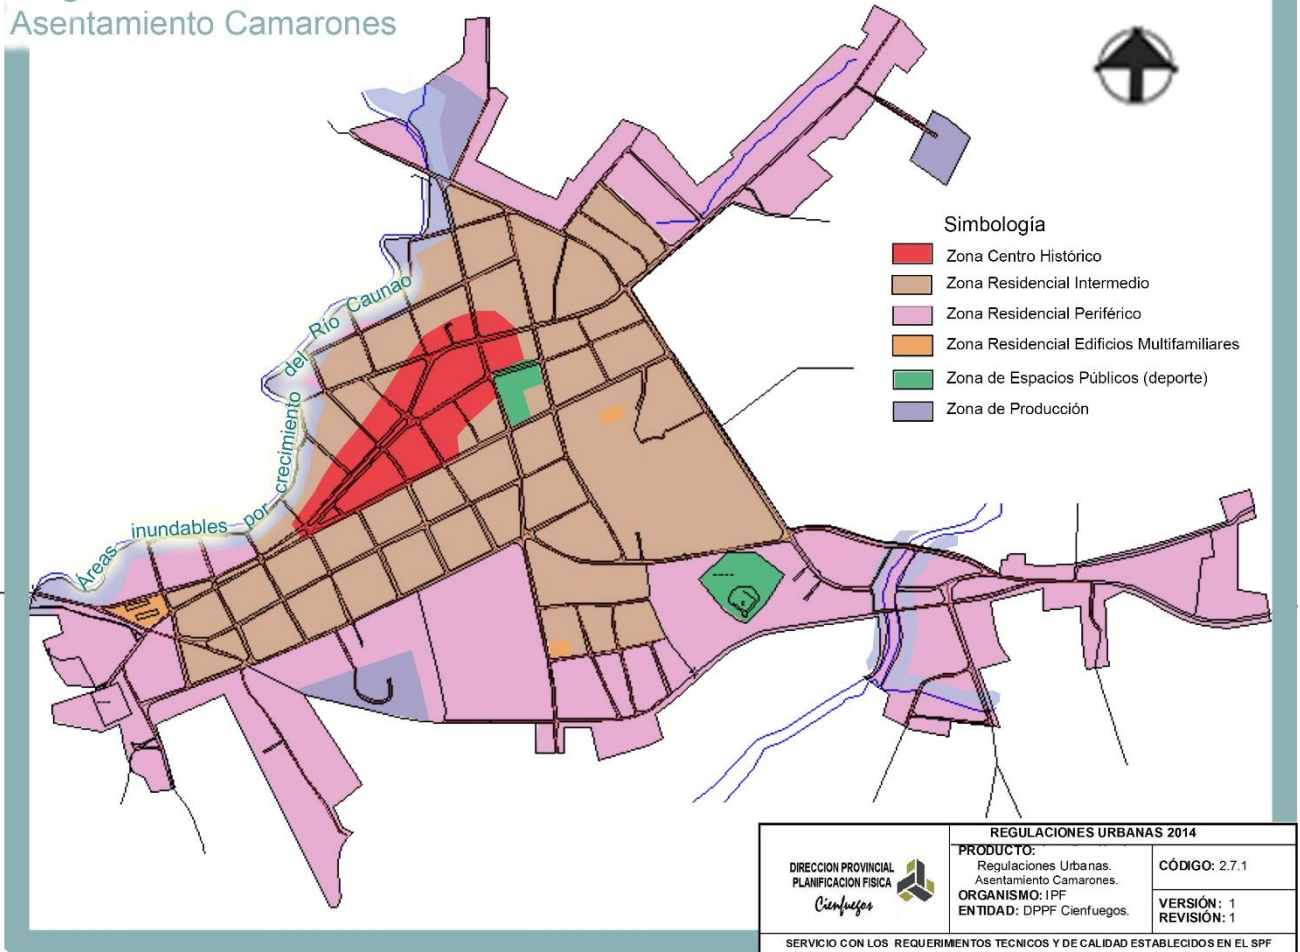 Asentamiento Camarones
Simbología
Zona Centro Histórico
Zona Residencial Intermedio
Zona Residencial Periférico
Zona Residencial Edificios Multifamiliares
Zona de Espacios Públicos (deporte)
Zona de Producción
Áreas inundables por crecimiento del Río Caunao
DIRECCION PROVINCIAL
PLANIFICACION FISICA
Cienfuegos
REGULACIONES URBANAS 2014
PRODUCTO:
Regulaciones Urbanas.
Asentamiento Camarones.
ORGANISMO: IPF
ENTIDAD: DPPF Cienfuegos.
CÓDIGO: 2.7.1
VERSIÓN: 1
REVISIÓN: 1
SERVICIO CON LOS REQUERIMIENTOS TECNICOS Y DE CALIDAD ESTABLECIDOS EN EL SPF